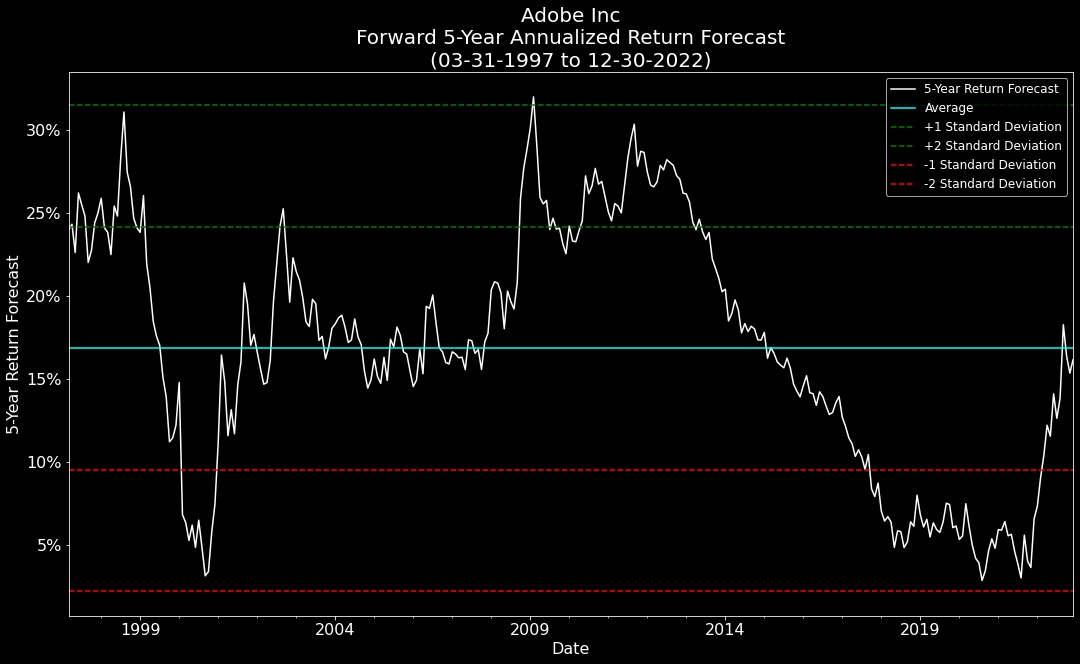 Adobe Inc
Forward 5-Year Annualized Return Forecast
(03-31-1997 to 12-30-2022)
5-Year Return Forecast
Average
+1 Standard Deviation
+2 Standard Deviation
-1 Standard Deviation
-2 Standard Deviation
30%
25%
20%
15%
10%
5%
5-Year Return Forecast
1999 2004 2009 2014 2019
Date